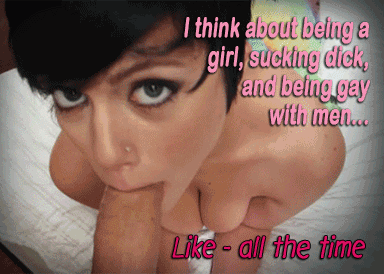 I think about being a
girl, sucking dick,
and being gay
with men...
Like - all the time